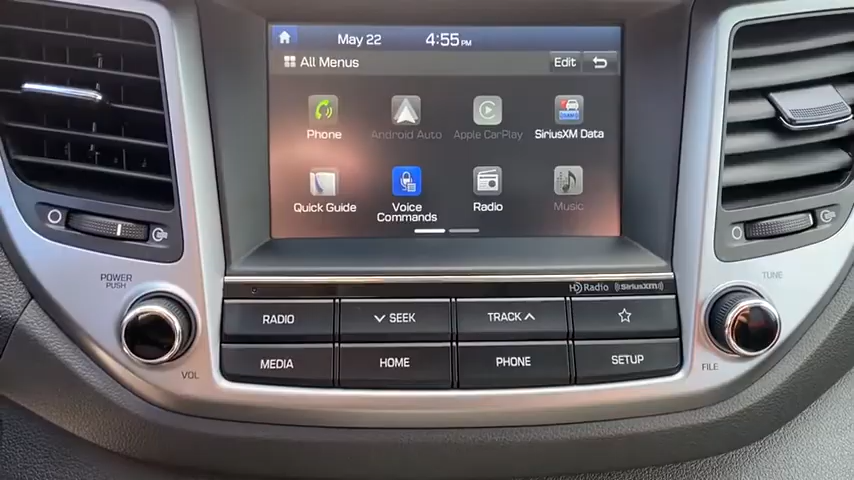 May 22 4:55 PM
All Menus Edit
Phone Android Auto Apple CarPlay SiriusXM Data
Quick Guide Voice Commands Radio Music
POWER
PUSH
VOL
HD Radio (SiriusXM)
RADIO SEEK TRACK
MEDIA HOME PHONE SETUP
TUNE
FILE